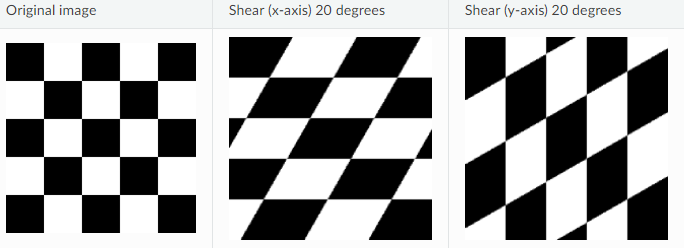 Original image
Shear (x-axis) 20 degrees
Shear (y-axis) 20 degrees